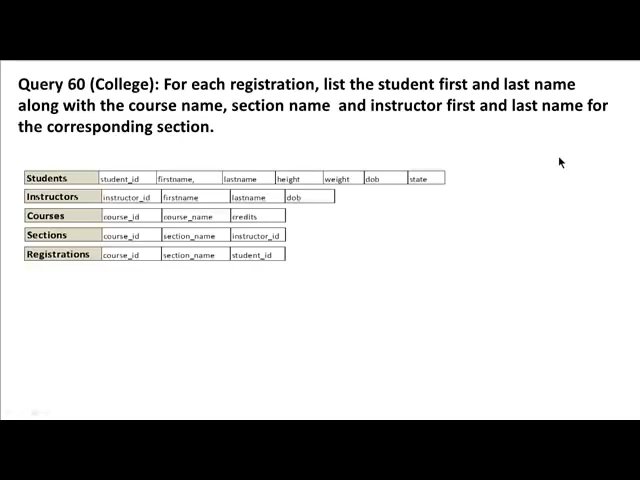 Query 60 (College): For each registration, list the student first and last name
along with the course name, section name and instructor first and last name for
the corresponding section.
Students student_id firstname, lastname height weight dob state
Instructors instructor_id firstname lastname dob
Courses course_id course_name credits
Sections course_id section_name instructor_id
Registrations course_id section_name student_id